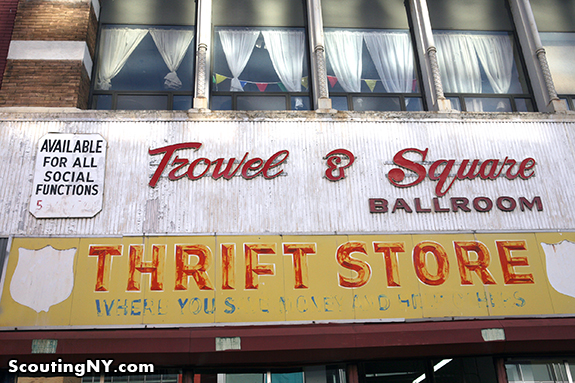 AVAILABLE
FOR ALL
SOCIAL
FUNCTIONS
5
Trowel & Square
BALLROOM
THRIFT STORE
WHERE YOU
ScoutingNY.com